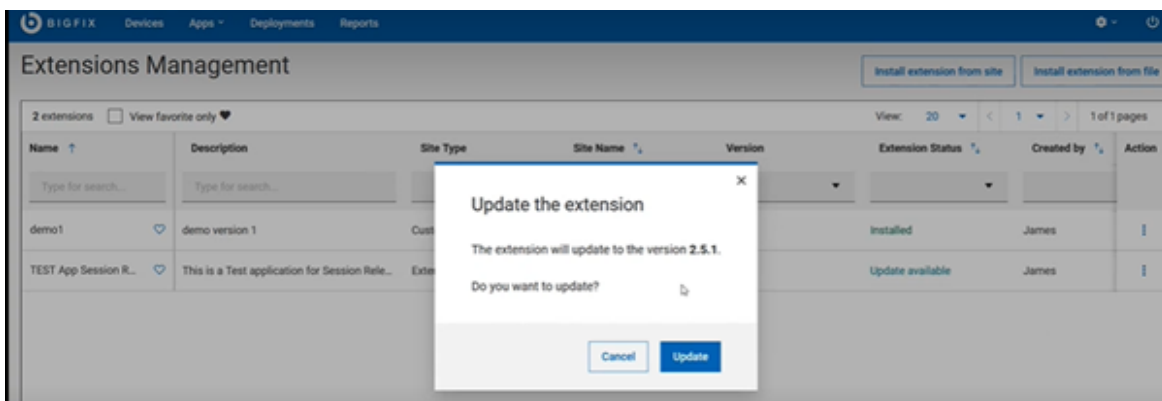 BIGFIX Devices Apps Deployments Reports
Extensions Management
Install extension from site Install extension from file
2 extensions View favorite only View: 20 1 1 of 1 pages
Name Description Site Type Site Name Version Extension Status Created by Action
Type for search... Type for search...
Update the extension
demo1 demo version 1 Cust Installed James
The extension will update to the version 2.5.1.
TEST App Session R... This is a Test application for Session Rele... Exte Update available James
Do you want to update?
Cancel Update